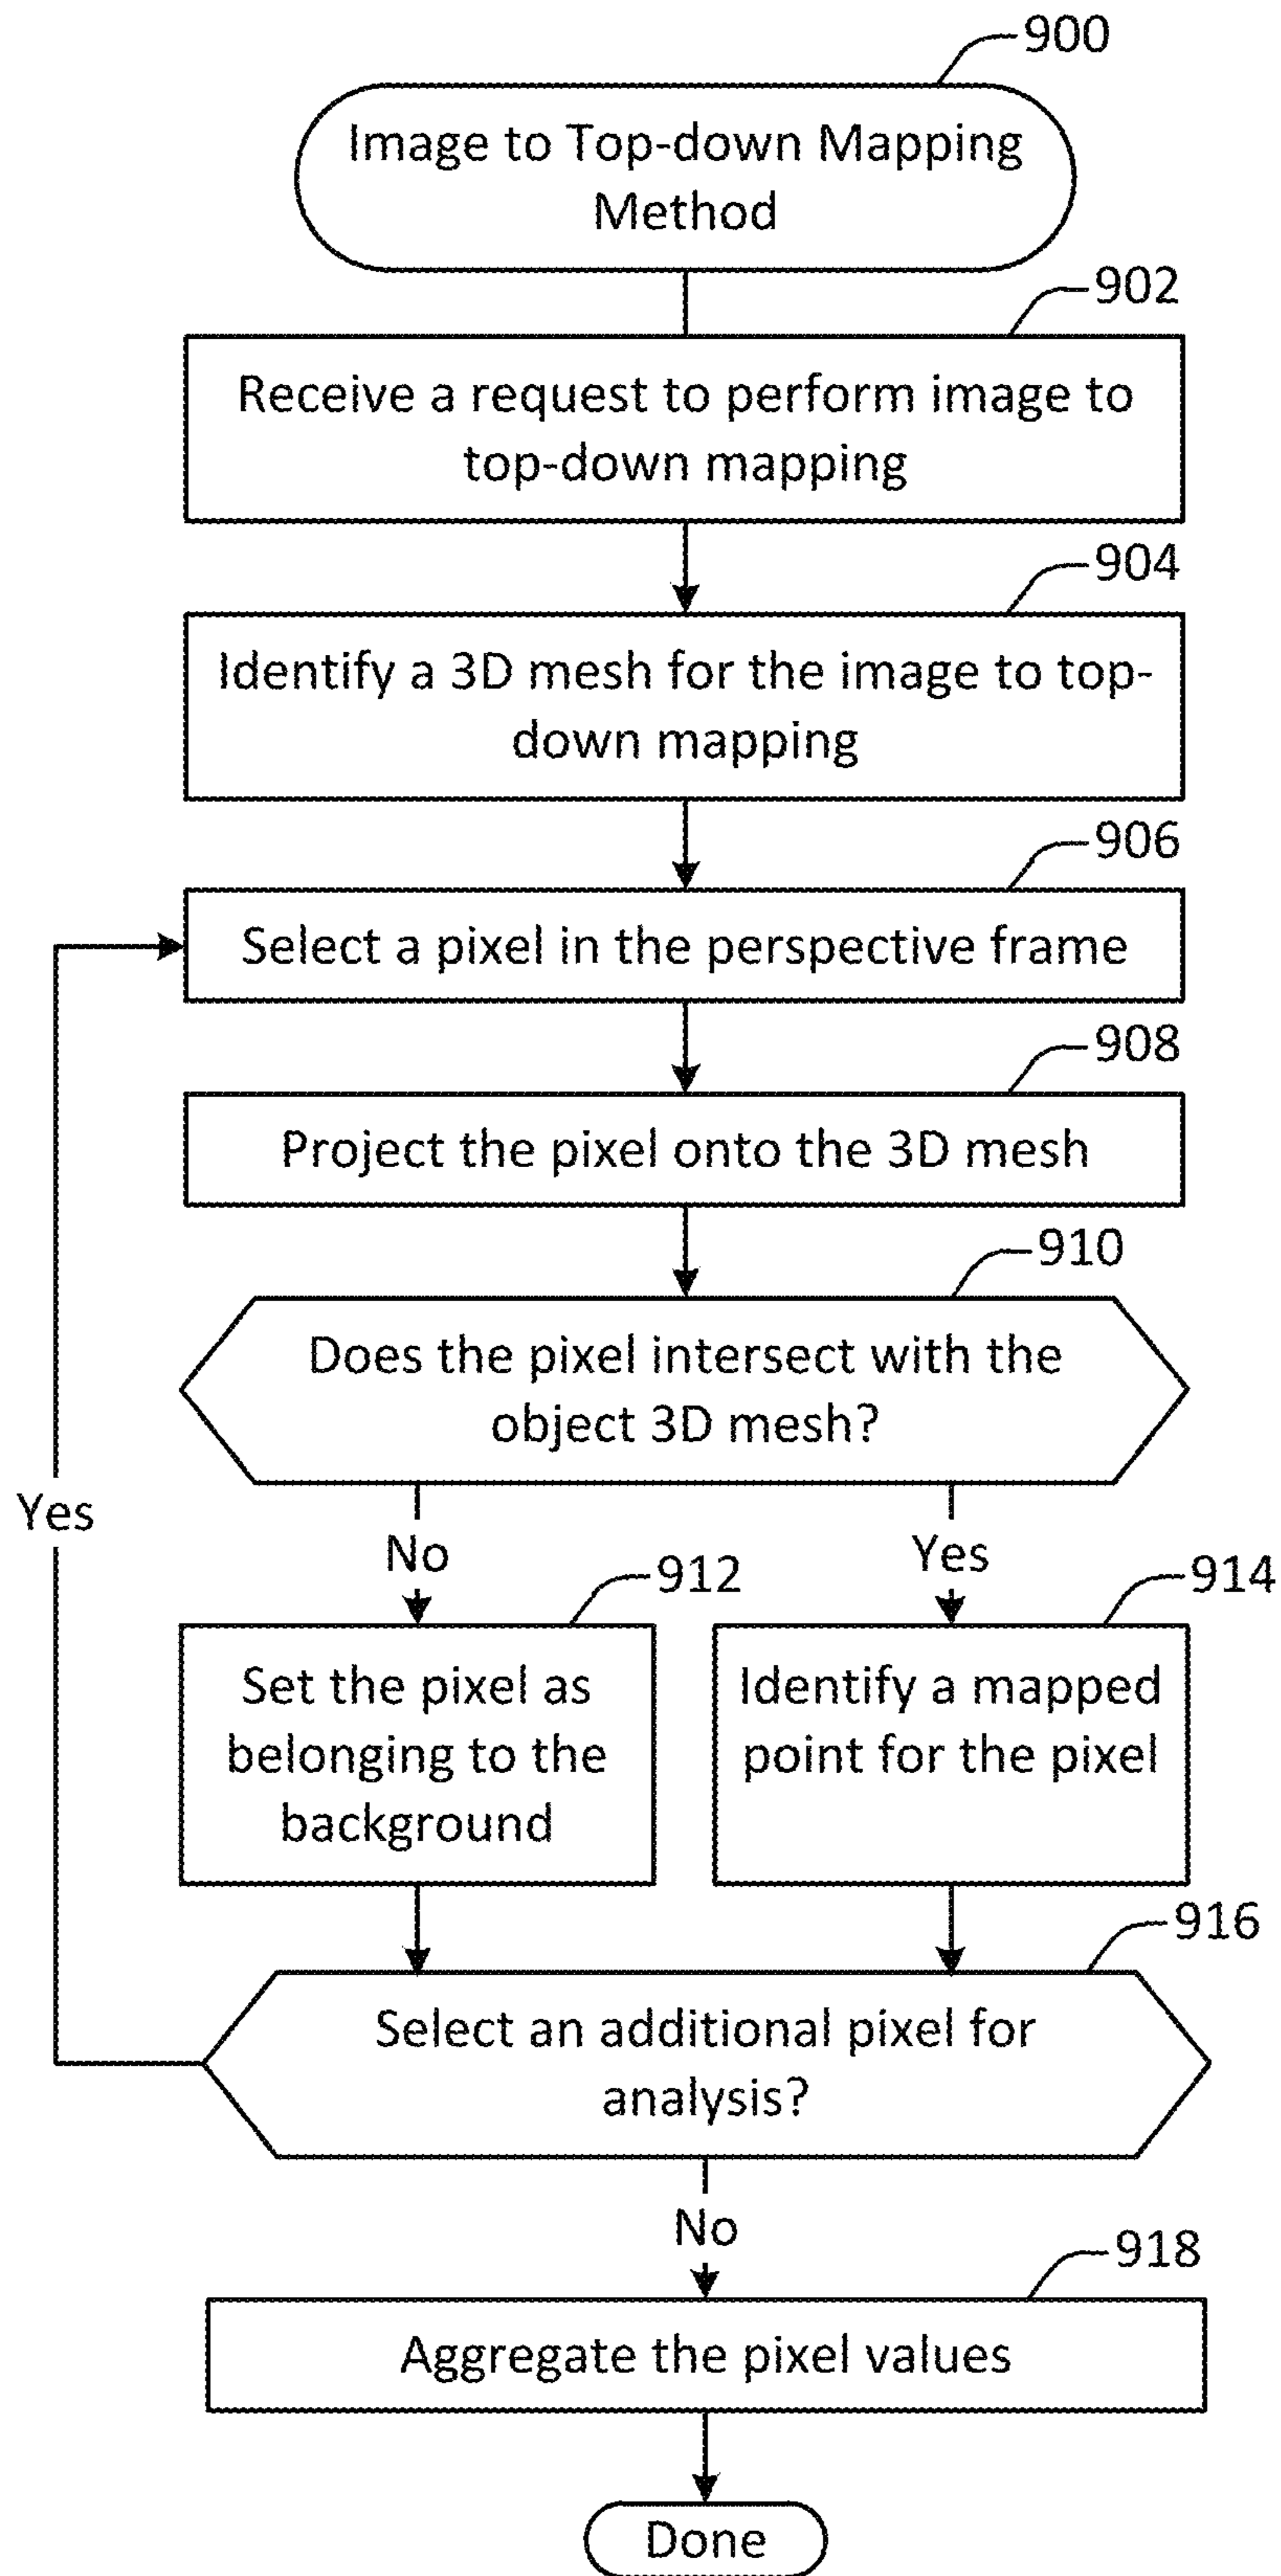 900
Image to Top-down Mapping
Method
902
Receive a request to perform image to
top-down mapping
904
Identify a 3D mesh for the image to top-
down mapping
906
Select a pixel in the perspective frame
908
Project the pixel onto the 3D mesh
910
Does the pixel intersect with the
object 3D mesh?
Yes
No
Yes
912
914
Set the pixel as
belonging to the
background
Identify a mapped
point for the pixel
916
Select an additional pixel for
analysis?
No
918
Aggregate the pixel values
Done